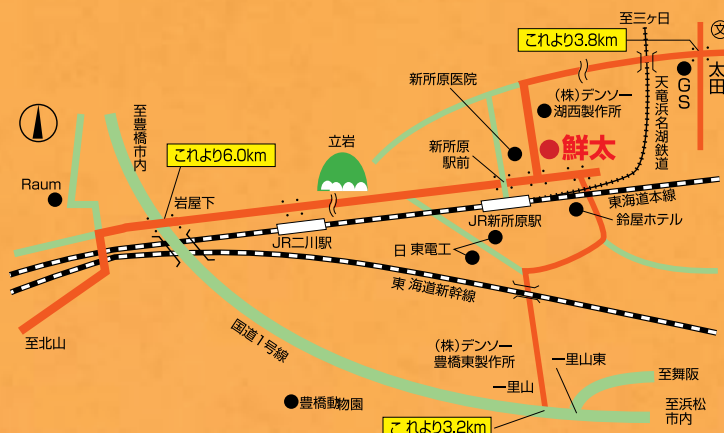 至三ヶ日
文
これより3.8km
太田
GS
新所原医院
(株)デンソー
湖西製作所
天竜浜名湖鉄道
至豊橋市内
立岩
これより6.0km
新所原
駅前
鮮太
Raum
岩屋下
東海道本線
JR新所原駅
鈴屋ホテル
JR二川駅
日東電工
東海道新幹線
国道1号線
至北山
(株)デンソー
豊橋東製作所
一里山東
一里山
至舞阪
豊橋動物園
至浜松
市内
これより3.2km